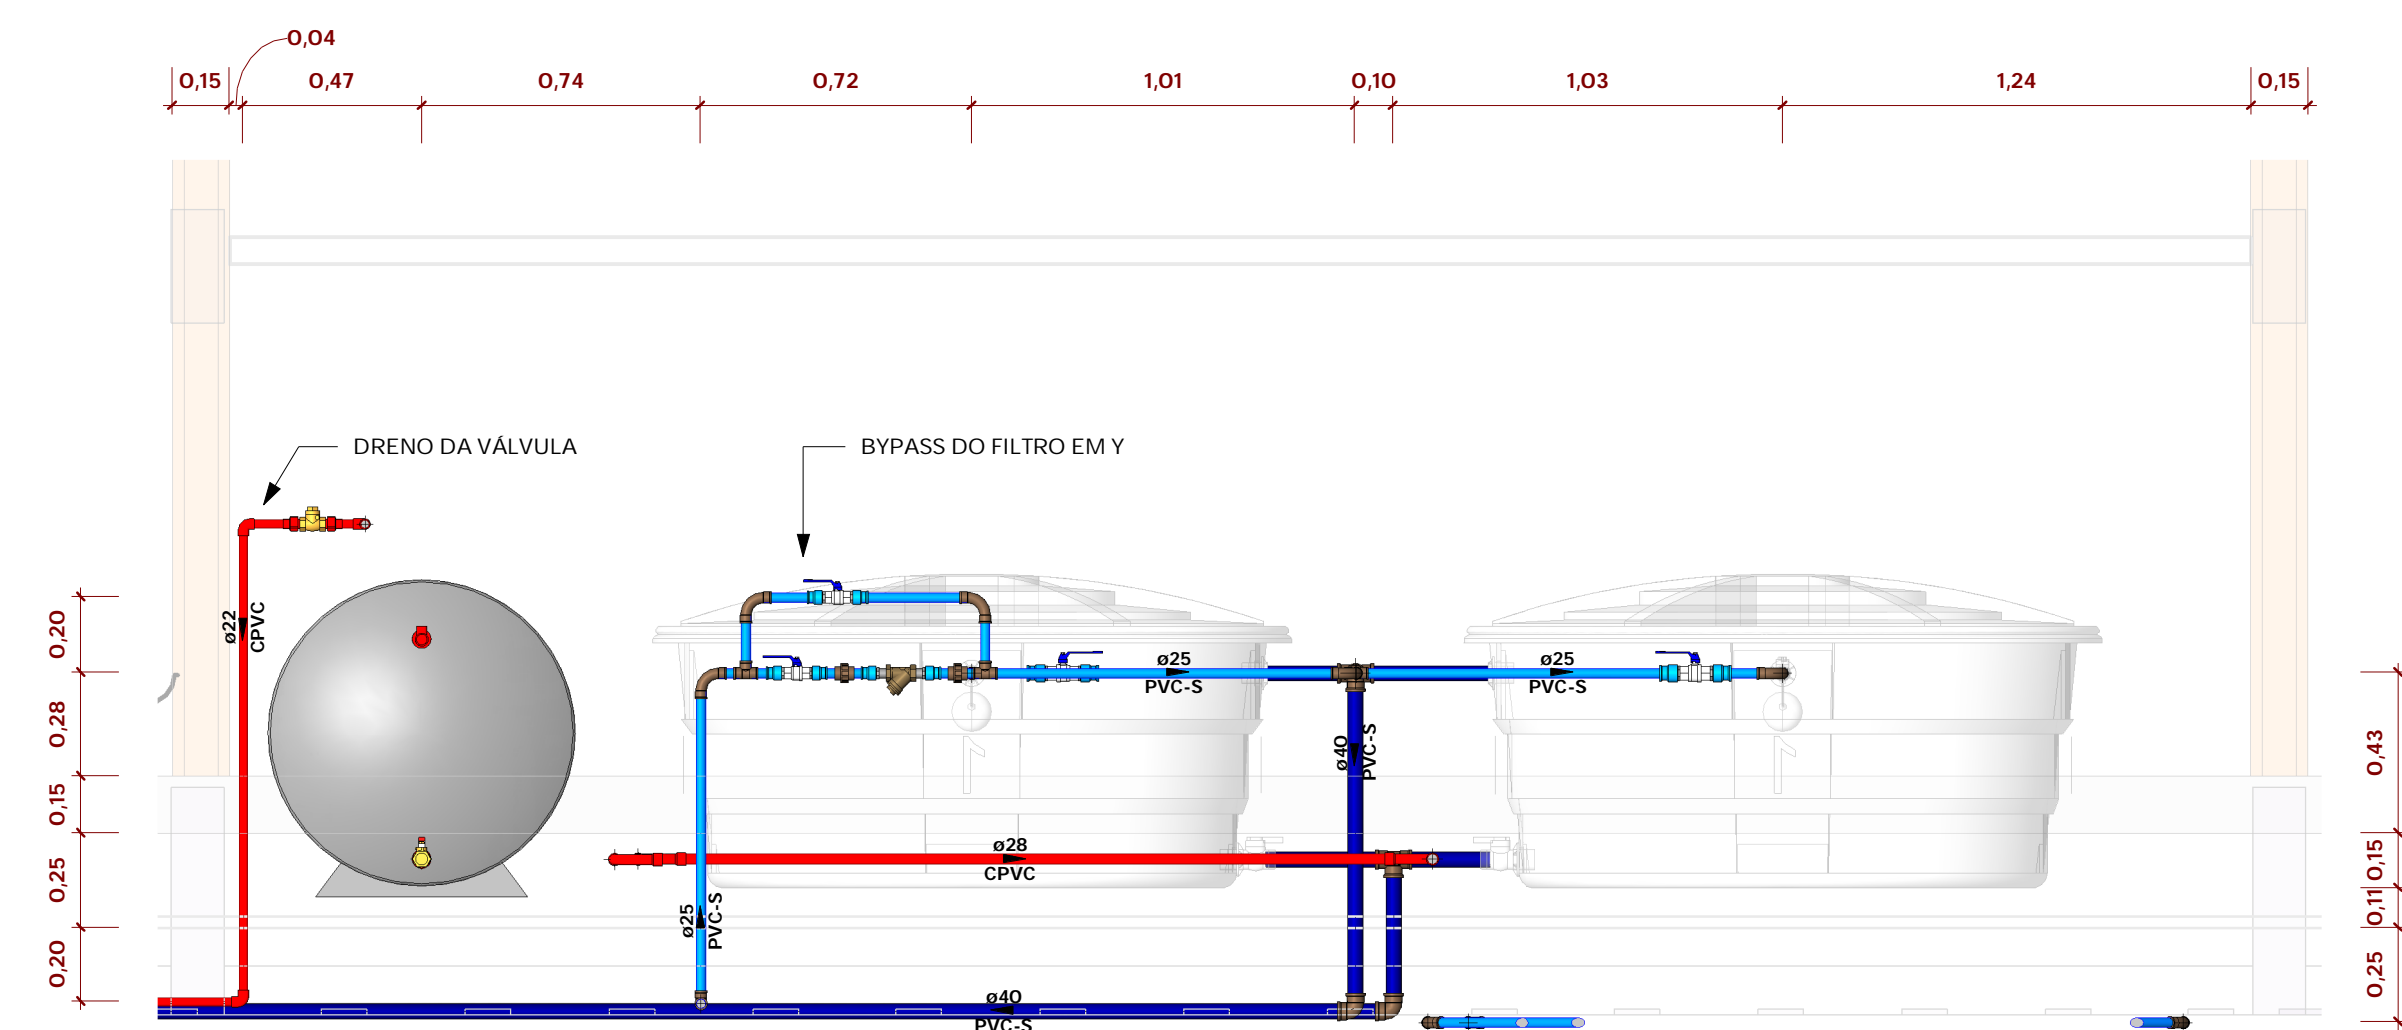 0,04
0,15
0,47
0,74
0,72
1,01
0,10
1,03
1,24
0,15
DRENO DA VÁLVULA
BYPASS DO FILTRO EM Y
ø22
CPVC
0,20
0,28
0,15
0,25
0,20
ø25
PVC-S
ø25
PVC-S
ø40
PVC-S
ø28
CPVC
ø25
PVC-S
ø40
PVC-S
0,43
0,15
0,11
0,25